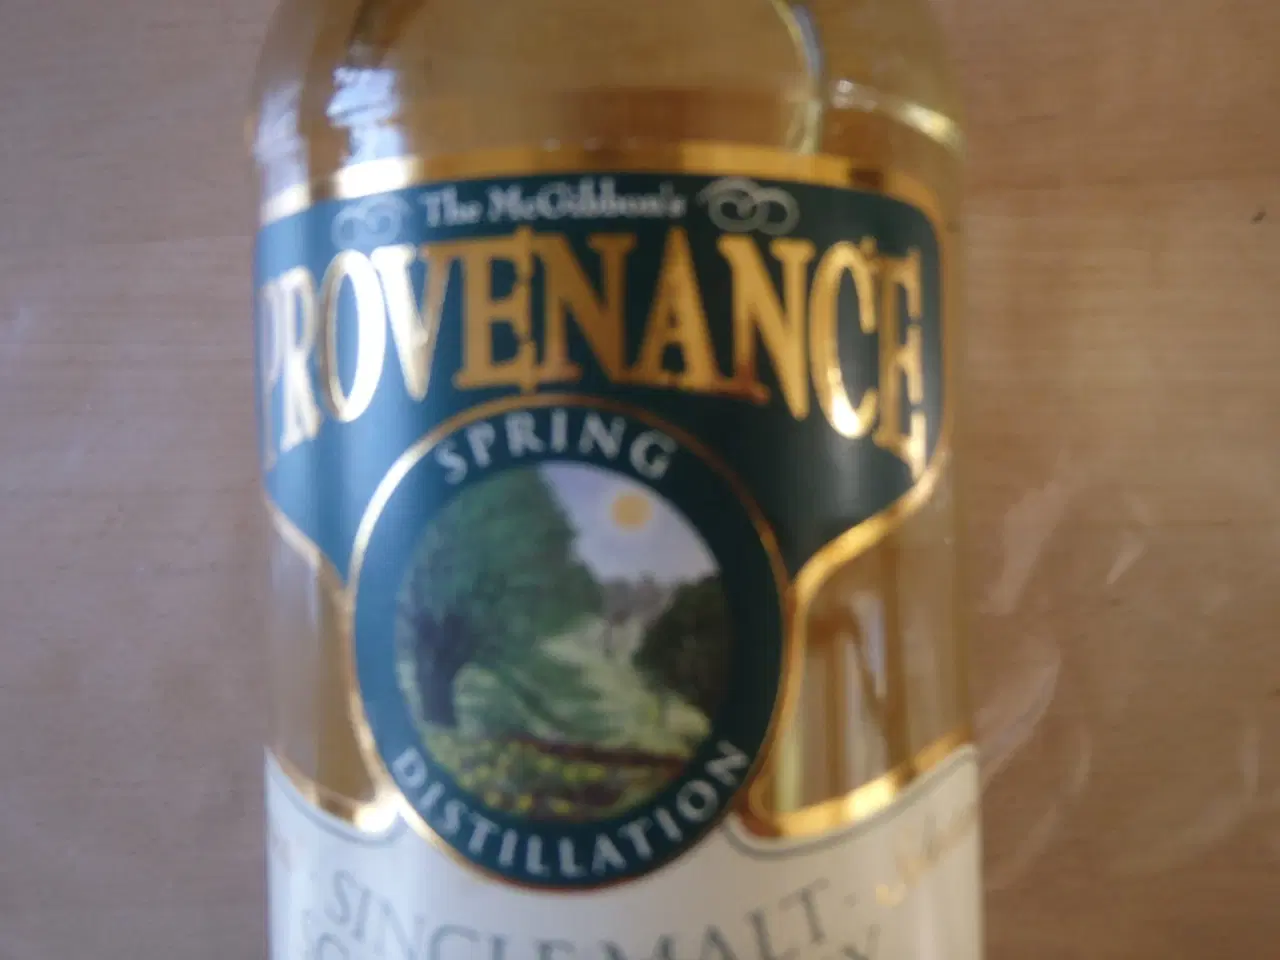 The McGibbon's
PROVENANCE
SPRING
DISTILLATION
SINGLE MALT